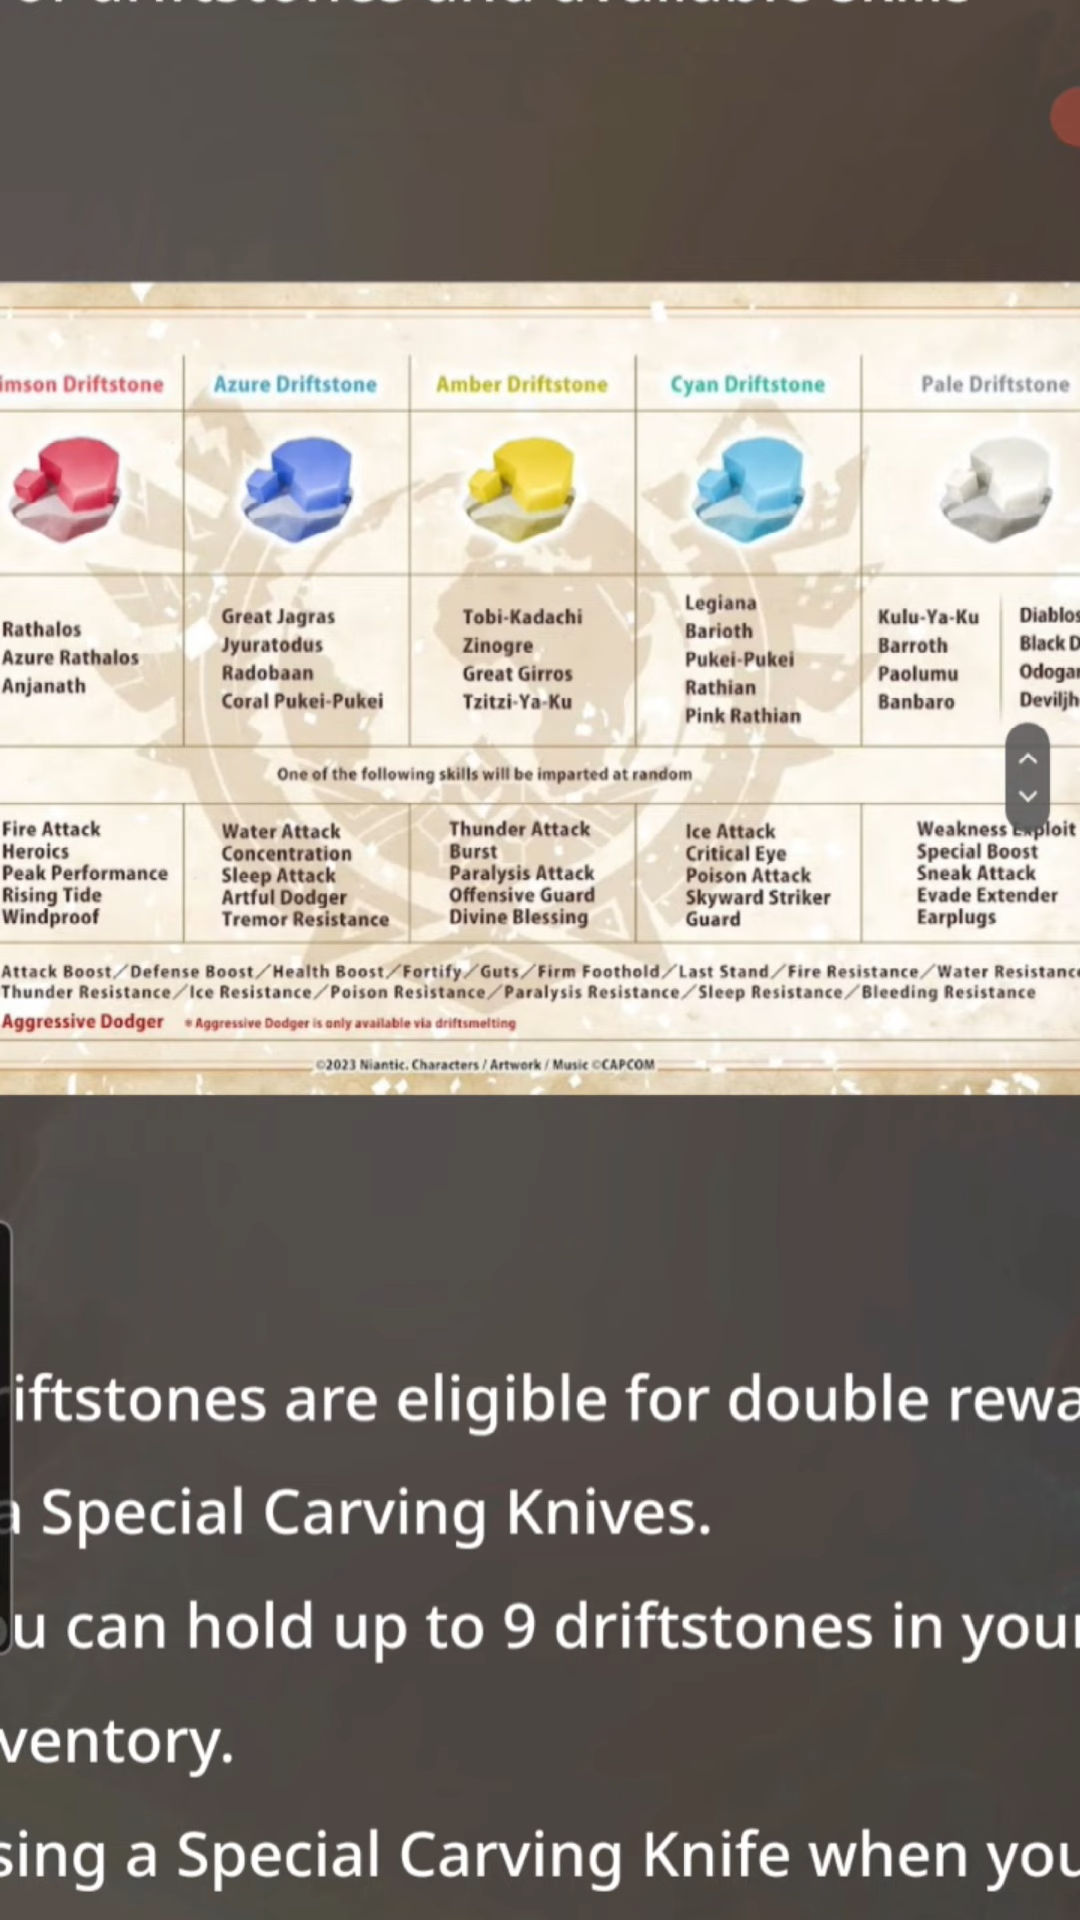 imson Driftstone Azure Driftstone Amber Driftstone Cyan Driftstone Pale Driftstone
Rathalos
Azure Rathalos
Anjanath
Great Jagras
Jyuratodus
Radobaan
Coral Pukei-Pukei
Tobi-Kadachi
Zinogre
Great Girros
Tzitzi-Ya-Ku
Legiana
Barioth
Pukei-Pukei
Rathian
Pink Rathian
Kulu-Ya-Ku
Barroth
Paolumu
Banbaro
Diablos
Black D
Odogar
Deviljh
One of the following skills will be imparted at random
Fire Attack
Heroics
Peak Performance
Rising Tide
Windproof
Water Attack
Concentration
Sleep Attack
Artful Dodger
Tremor Resistance
Thunder Attack
Burst
Paralysis Attack
Offensive Guard
Divine Blessing
Ice Attack
Critical Eye
Poison Attack
Skyward Striker
Guard
Weakness Exploit
Special Boost
Sneak Attack
Evade Extender
Earplugs
Attack Boost/Defense Boost/Health Boost/Fortify/Guts/Firm Foothold/Last Stand/Fire Resistance/Water Resistance
Thunder Resistance/Ice Resistance/Poison Resistance/Paralysis Resistance/Sleep Resistance/Bleeding Resistance
Aggressive Dodger *Aggressive Dodger is only available via driftsmelting
©2023 Niantic. Characters / Artwork / Music ©CAPCOM
iftstones are eligible for double rewa
a Special Carving Knives.
u can hold up to 9 driftstones in your
ventory.
sing a Special Carving Knife when you